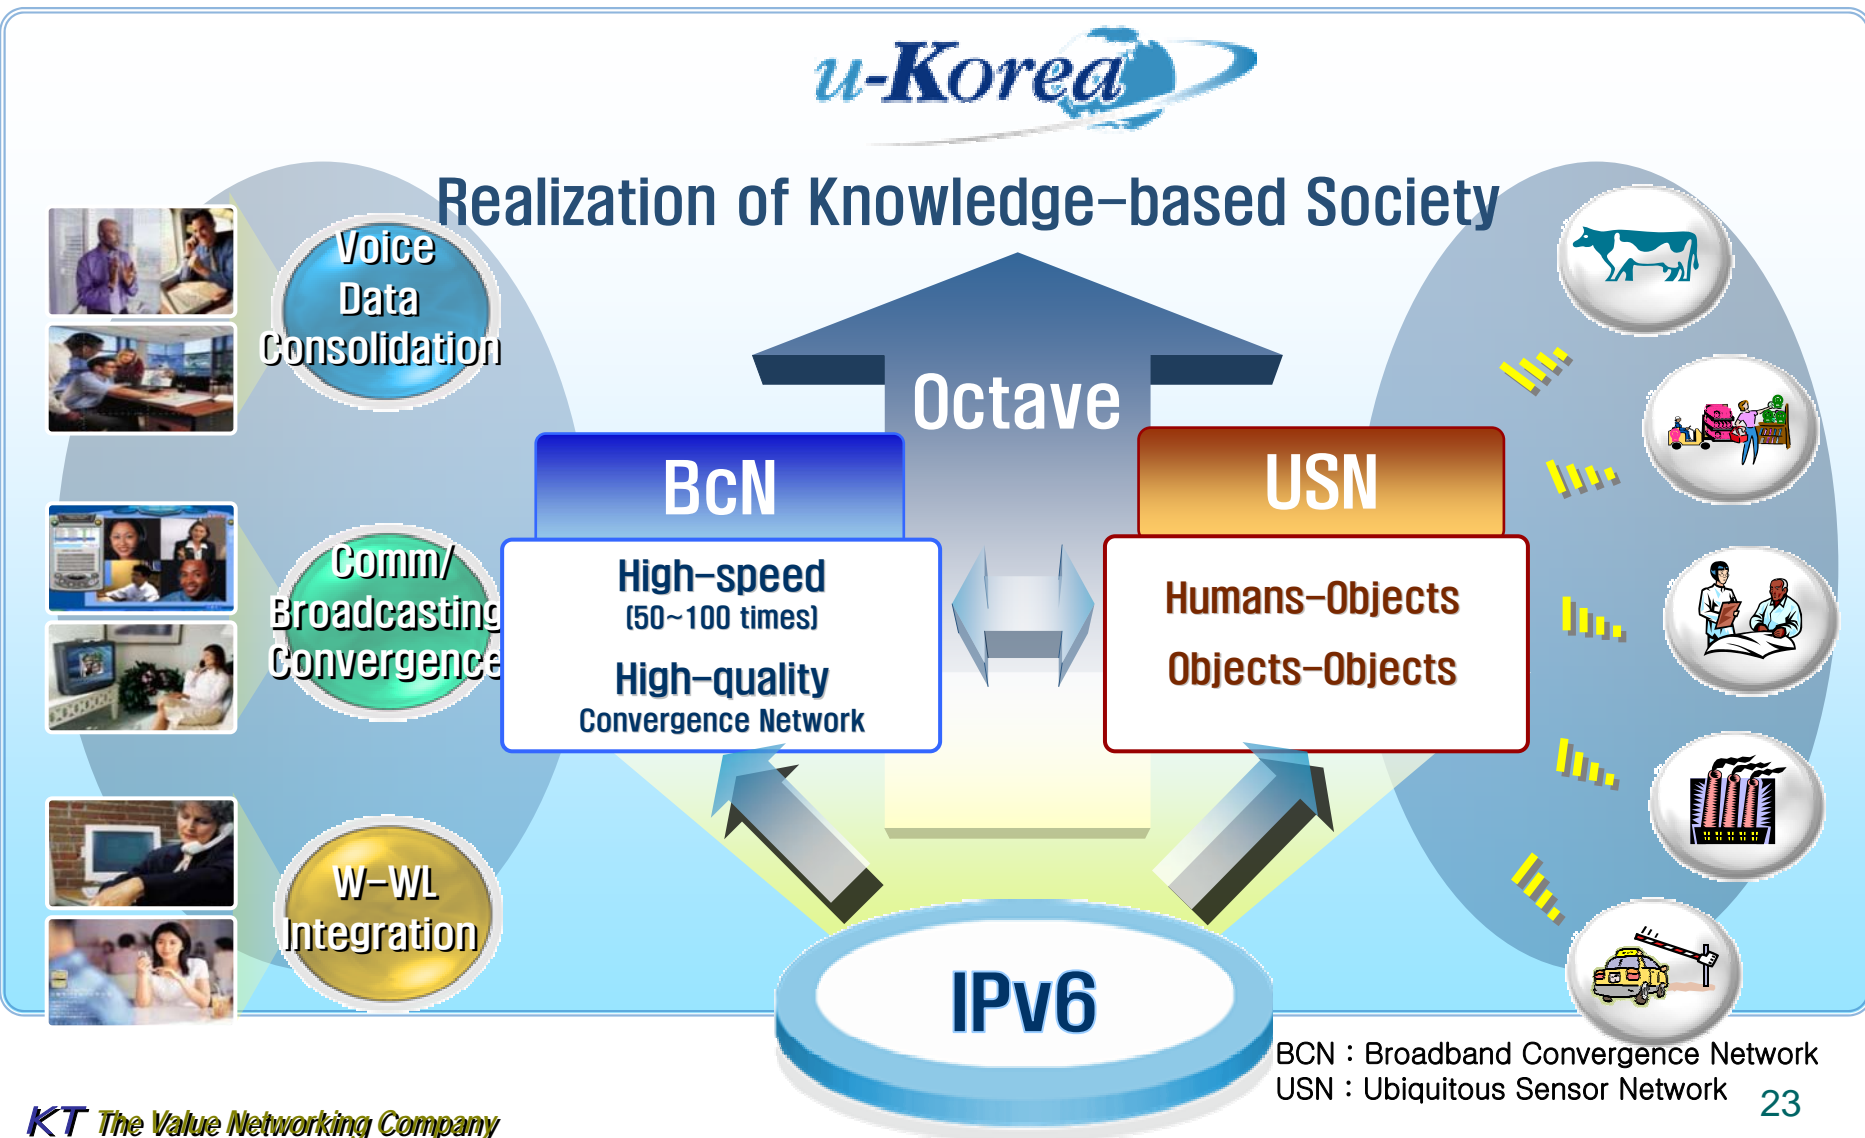 u-Korea
Realization of Knowledge-based Society
Voice
Data
Consolidation
Octave
BcN
USN
High-speed
(50~100 times)
High-quality
Convergence Network
Humans-Objects
Objects-Objects
Comm/
Broadcasting
Convergence
W-WL
Integration
IPv6
BCN : Broadband Convergence Network
USN : Ubiquitous Sensor Network
23
KT The Value Networking Company